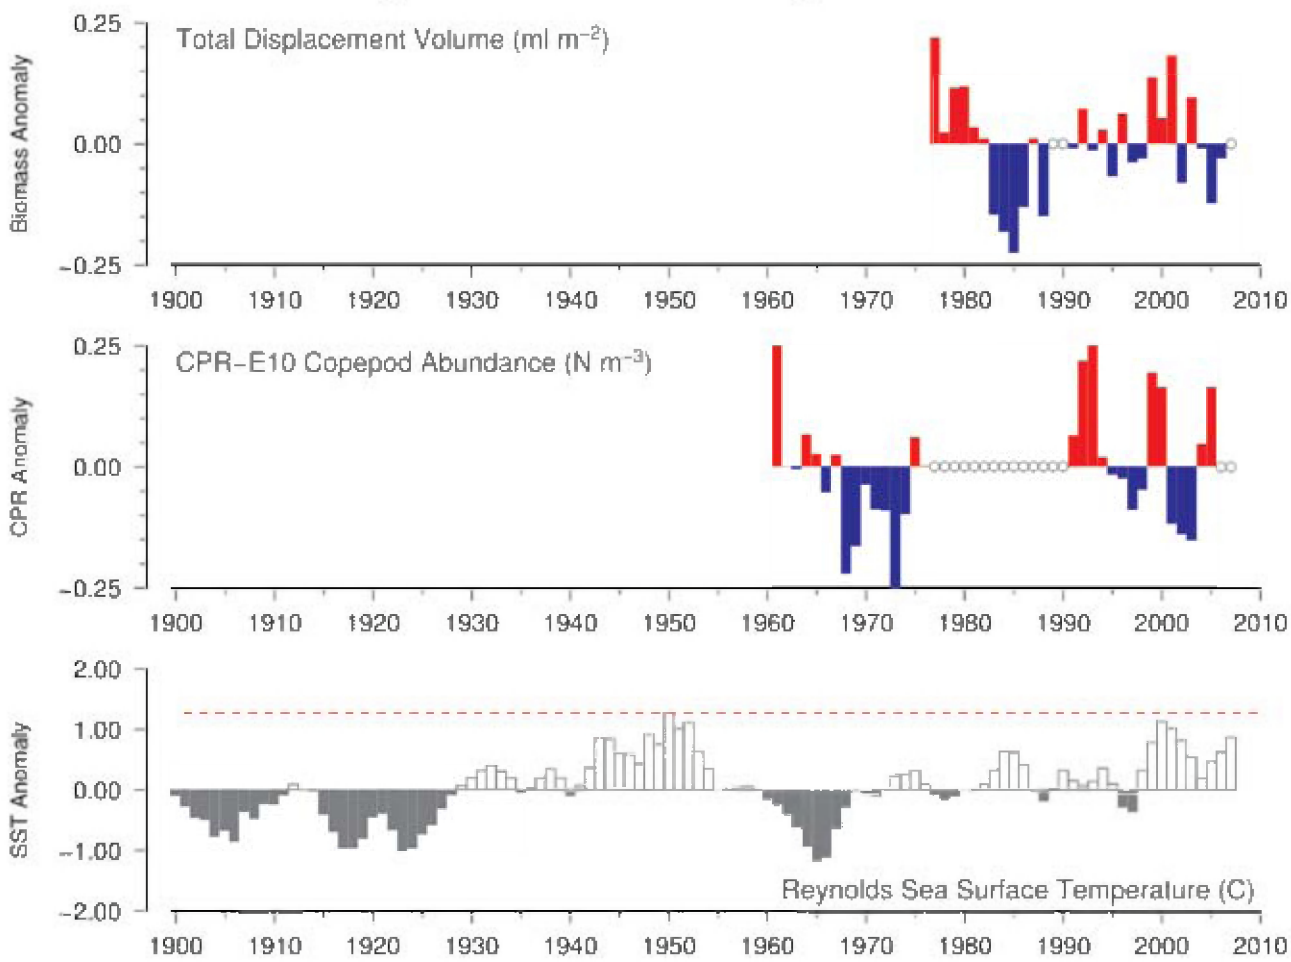 0.25
Total Displacement Volume (ml m−2)
0.00
Biomass Anomaly
−0.25
1900 1910 1920 1930 1940 1950 1960 1970 1980 1990 2000 2010
0.25
CPR−E10 Copepod Abundance (N m−3)
0.00
CPR Anomaly
−0.25
1900 1910 1920 1930 1940 1950 1960 1970 1980 1990 2000 2010
2.00
1.00
0.00
SST Anomaly
−1.00
Reynolds Sea Surface Temperature (C)
−2.00
1900 1910 1920 1930 1940 1950 1960 1970 1980 1990 2000 2010